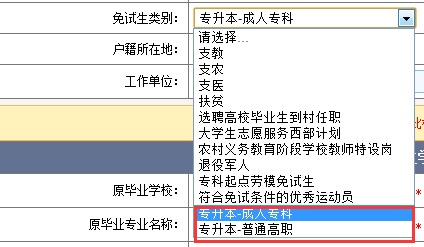 免试生类别： 专升本-成人专科
请选择...
户籍所在地： 支教
支农
工作单位： 支医
扶贫
选聘高校毕业生到村任职
大学生志愿服务西部计划
农村义务教育阶段学校教师特设岗
退役军人
专科起点劳模免试生
原毕业学校： 符合免试条件的优秀运动员
*
专升本-成人专科
原毕业专业名称： 专升本-普通高职
*